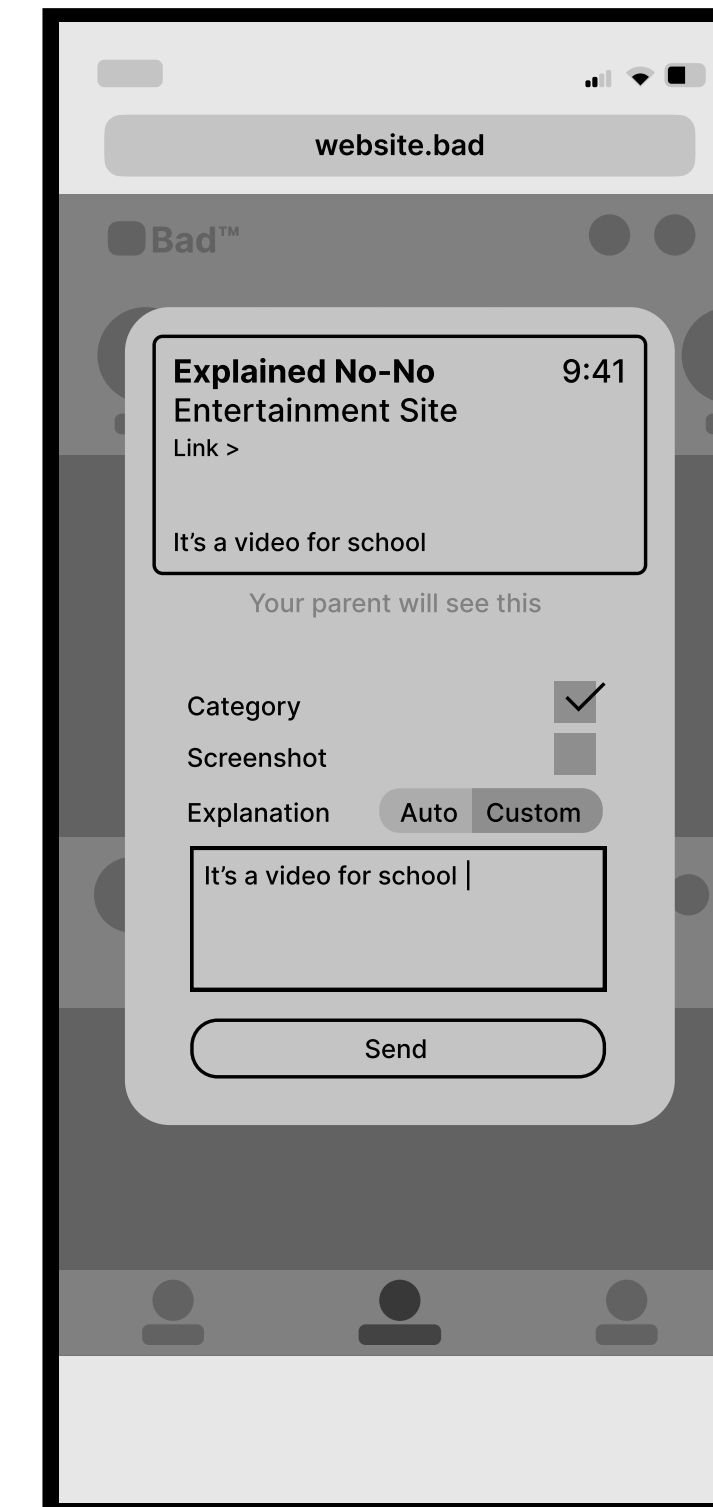 website.bad
Bad™
Explained No-No 9:41
Entertainment Site
Link >
It’s a video for school
Your parent will see this
Category
Screenshot
Explanation Auto Custom
It’s a video for school
Send